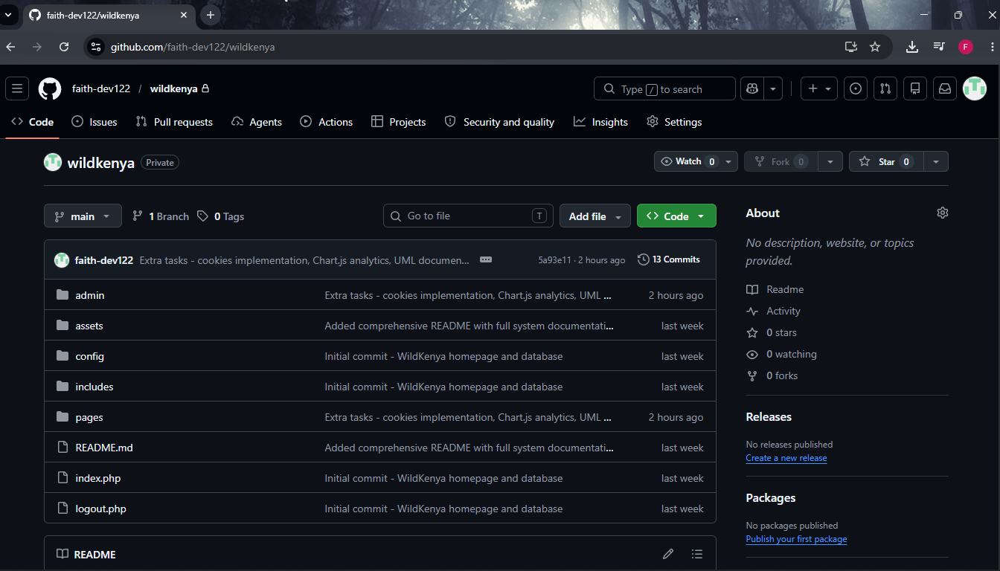 faith-dev122/wildkenya
github.com/faith-dev122/wildkenya
F
faith-dev122 / wildkenya
Type / to search
Code Issues Pull requests Agents Actions Projects Security and quality Insights Settings
wildkenya Private
Watch 0 Fork 0 Star 0
main 1 Branch 0 Tags Go to file T Add file Code
faith-dev122 Extra tasks - cookies implementation, Chart.js analytics, UML documen... 5a93e11 · 2 hours ago 13 Commits
admin Extra tasks - cookies implementation, Chart.js analytics, UML ... 2 hours ago
assets Added comprehensive README with full system documentati... last week
config Initial commit - WildKenya homepage and database last week
includes Initial commit - WildKenya homepage and database last week
pages Extra tasks - cookies implementation, Chart.js analytics, UML ... 2 hours ago
README.md Added comprehensive README with full system documentati... last week
index.php Initial commit - WildKenya homepage and database last week
logout.php Initial commit - WildKenya homepage and database last week
README
About
No description, website, or topics
provided.
Readme
Activity
0 stars
0 watching
0 forks
Releases
No releases published
Create a new release
Packages
No packages published
Publish your first package